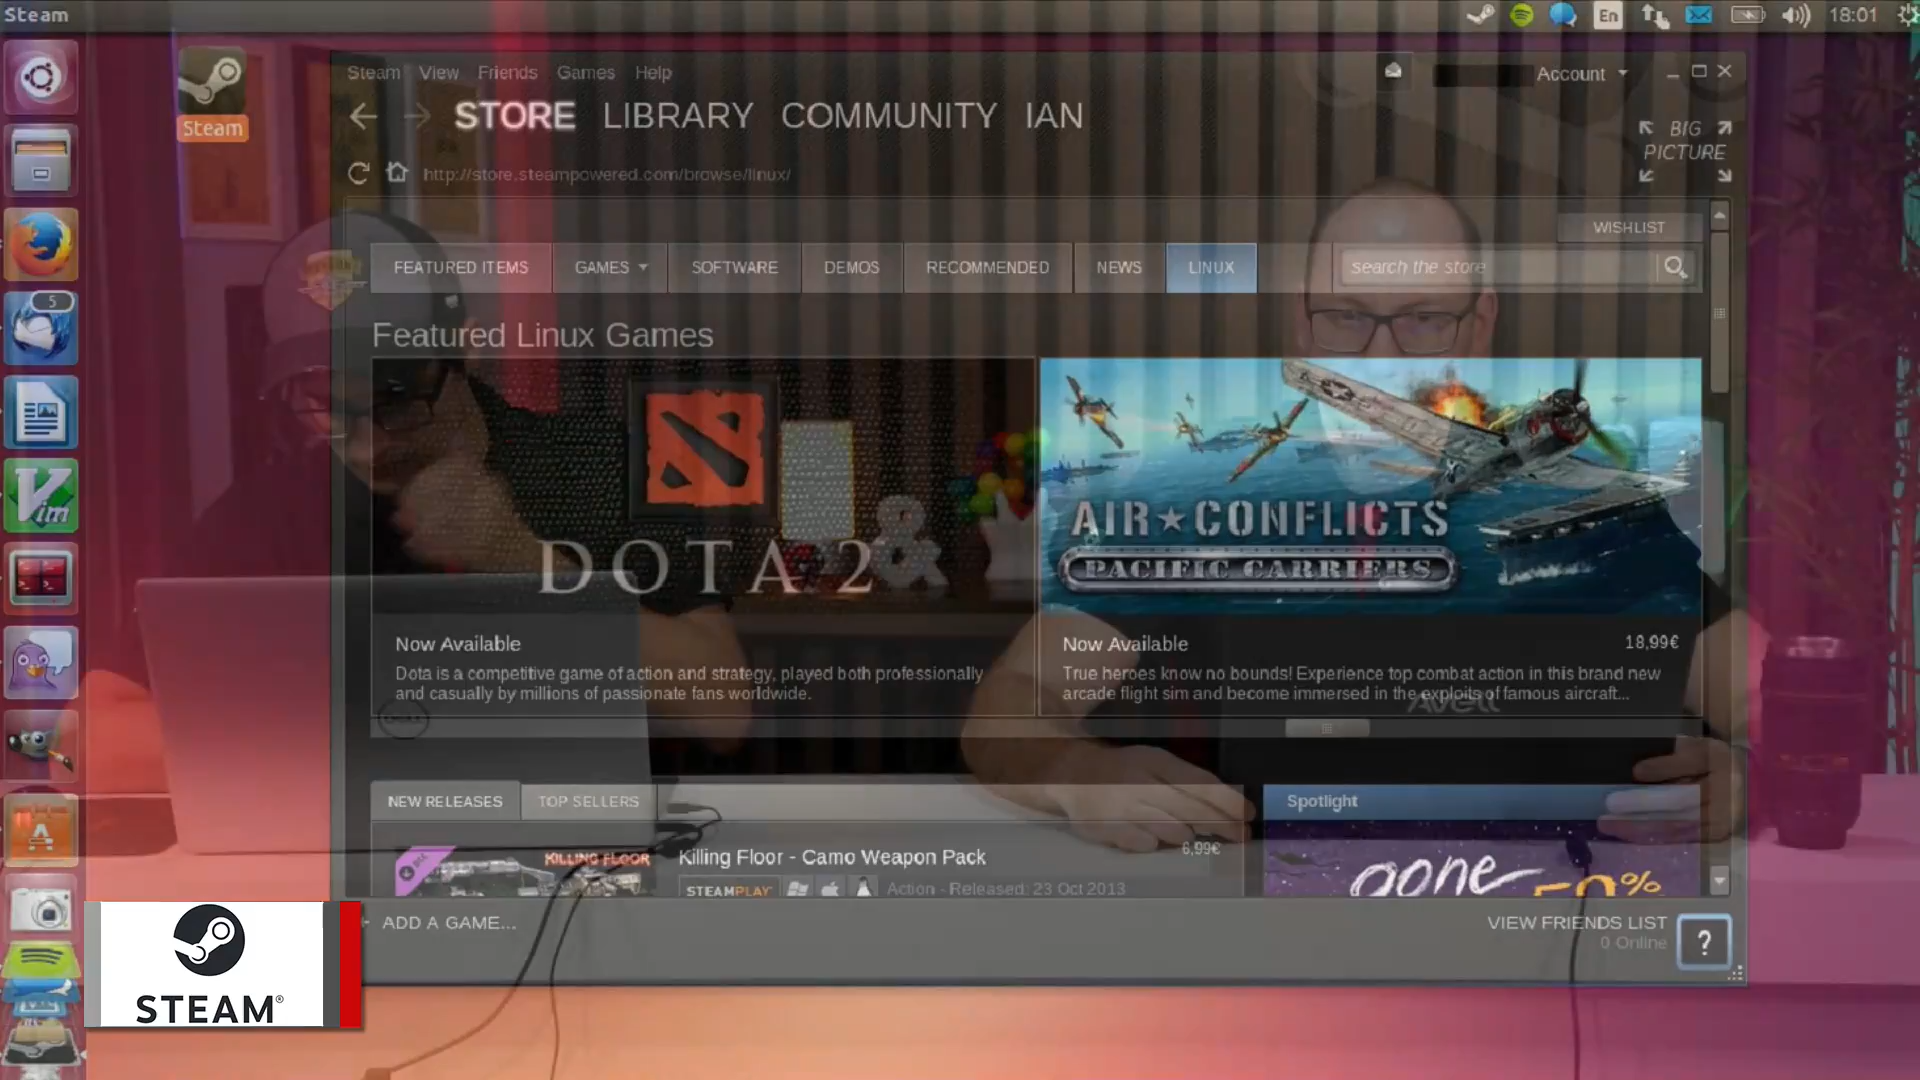 Steam
En
18:01
Steam View Friends Games Help
Account
STORE LIBRARY COMMUNITY IAN
BIG
PICTURE
Steam
http://store.steampowered.com/browse/linux/
WISHLIST
FEATURED ITEMS GAMES SOFTWARE DEMOS RECOMMENDED NEWS LINUX
search the store
5
Featured Linux Games
DOTA 2
AIR★CONFLICTS
PACIFIC CARRIERS
Vim
Now Available
Dota is a competitive game of action and strategy, played both professionally
and casually by millions of passionate fans worldwide.
Now Available 18,99€
True heroes know no bounds! Experience top combat action in this brand new
arcade flight sim and become immersed in the exploits of famous aircraft...
Avell
DELL
NEW RELEASES TOP SELLERS
Spotlight
KILLING FLOOR
Killing Floor - Camo Weapon Pack 6,99€
STEAMPLAY Action - Released: 23 Oct 2013
gone
50%
ADD A GAME...
VIEW FRIENDS LIST
0 Online
?
STEAM®